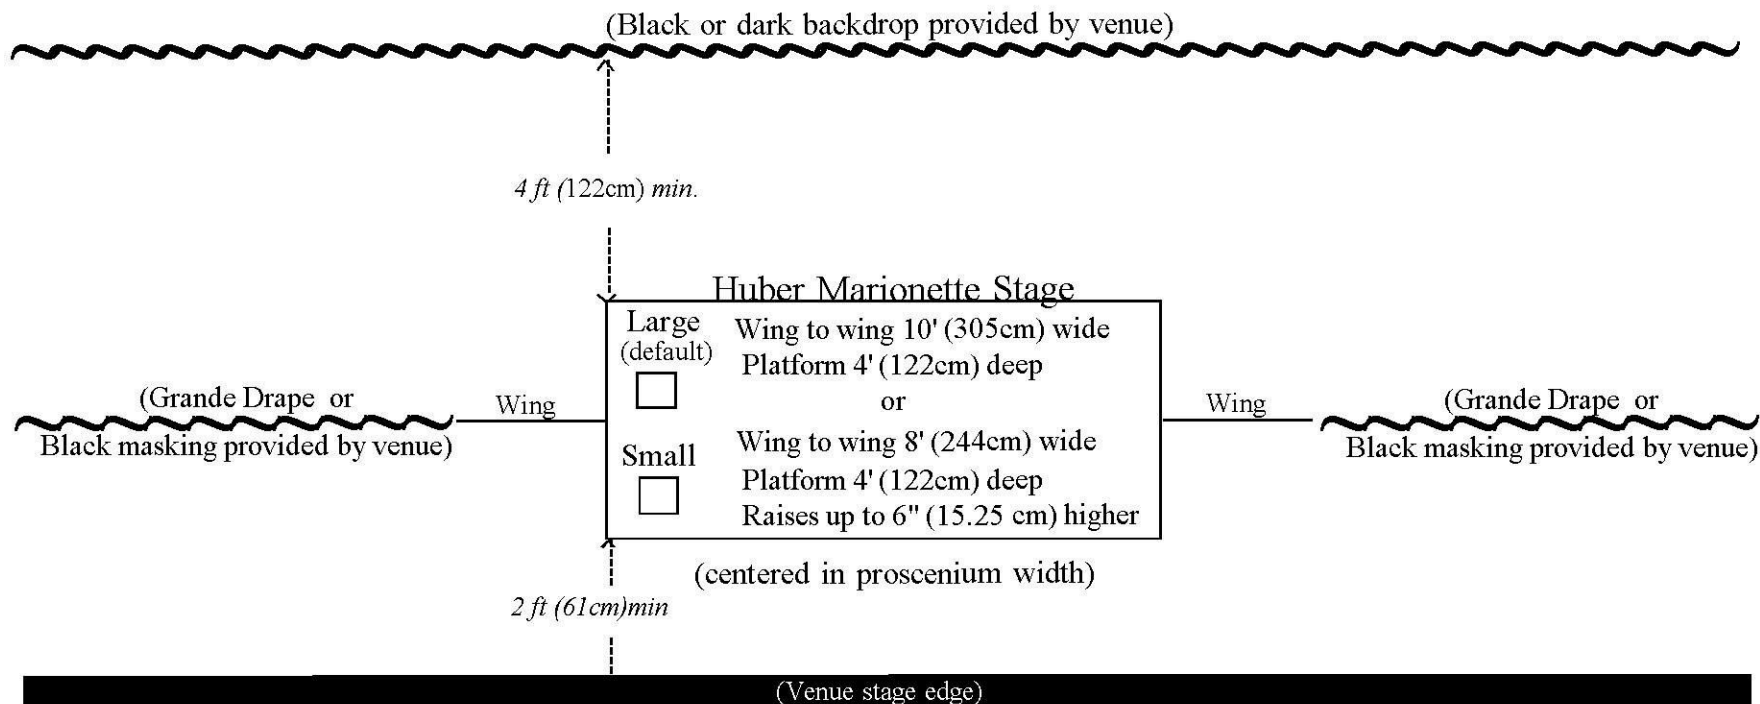 (Black or dark backdrop provided by venue)
4 ft (122cm) min.
Huber Marionette Stage
Large
(default)
Wing to wing 10' (305cm) wide
Platform 4' (122cm) deep
or
Small
Wing to wing 8' (244cm) wide
Platform 4' (122cm) deep
Raises up to 6" (15.25 cm) higher
(Grande Drape or
Black masking provided by venue)
Wing
Wing
(Grande Drape or
Black masking provided by venue)
(centered in proscenium width)
2 ft (61cm)min
(Venue stage edge)